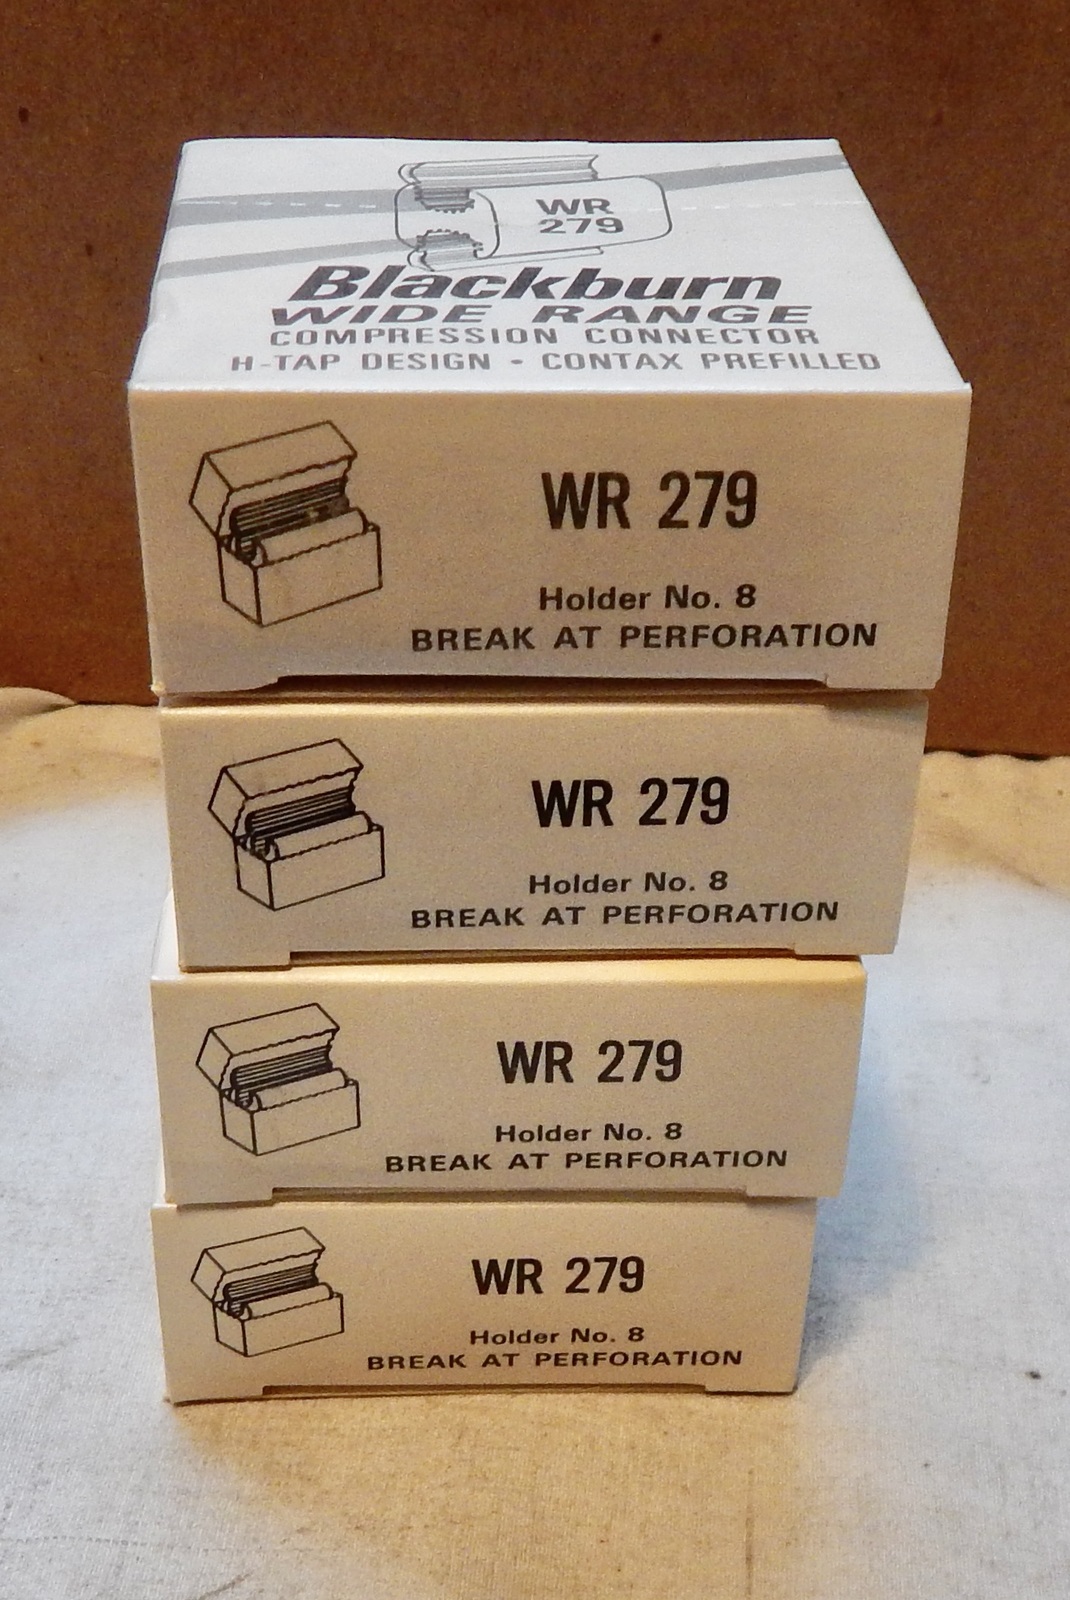 WR
279
Blackburn
WIDE RANGE
COMPRESSION CONNECTOR
H-TAP DESIGN • CONTAX PREFILLED
WR 279
Holder No. 8
BREAK AT PERFORATION
WR 279
Holder No. 8
BREAK AT PERFORATION
WR 279
Holder No. 8
BREAK AT PERFORATION
WR 279
Holder No. 8
BREAK AT PERFORATION